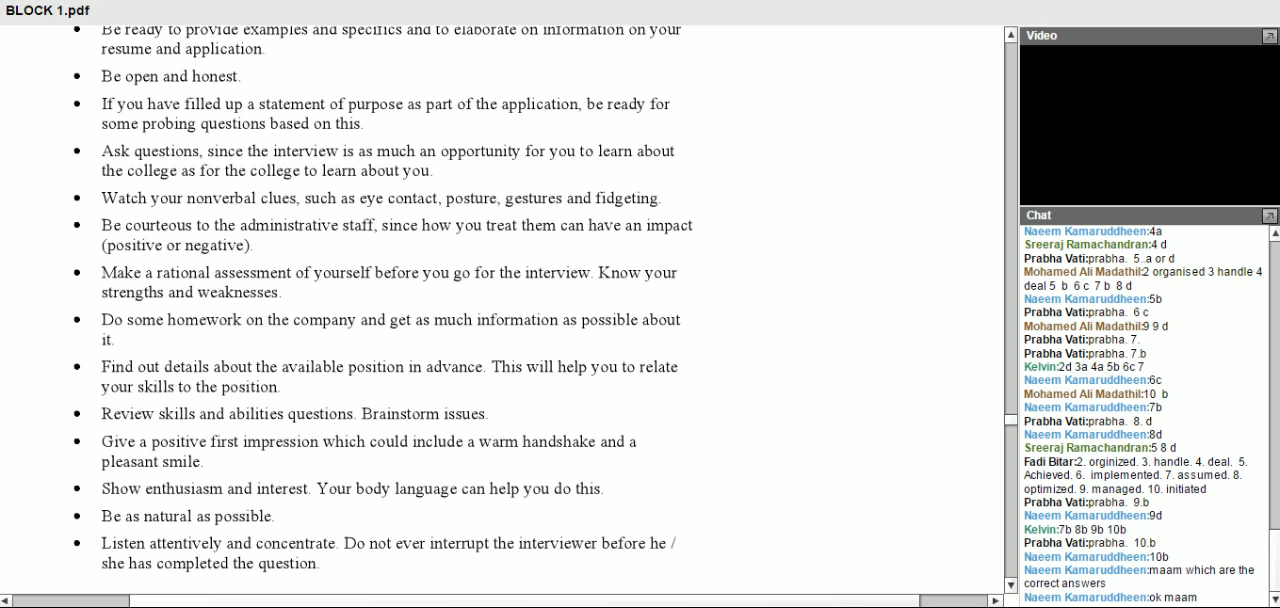 BLOCK 1.pdf
Be ready to provide examples and specifics and to elaborate on information on your
resume and application.
Be open and honest.
If you have filled up a statement of purpose as part of the application, be ready for
some probing questions based on this.
Ask questions, since the interview is as much an opportunity for you to learn about
the college as for the college to learn about you.
Watch your nonverbal clues, such as eye contact, posture, gestures and fidgeting.
Be courteous to the administrative staff, since how you treat them can have an impact
(positive or negative).
Make a rational assessment of yourself before you go for the interview. Know your
strengths and weaknesses.
Do some homework on the company and get as much information as possible about
it.
Find out details about the available position in advance. This will help you to relate
your skills to the position.
Review skills and abilities questions. Brainstorm issues.
Give a positive first impression which could include a warm handshake and a
pleasant smile.
Show enthusiasm and interest. Your body language can help you do this.
Be as natural as possible.
Listen attentively and concentrate. Do not ever interrupt the interviewer before he /
she has completed the question.
Video
Chat
Naeem Kamaruddheen:4a
Sreeraj Ramachandran:4 d
Prabha Vati:prabha. 5..a or d
Mohamed Ali Madathil:2 organised 3 handle 4
deal 5 b 6 c 7 b 8 d
Naeem Kamaruddheen:5b
Prabha Vati:prabha. 6 c
Mohamed Ali Madathil:9 9 d
Prabha Vati:prabha. 7.
Prabha Vati:prabha. 7.b
Kelvin:2d 3a 4a 5b 6c 7
Naeem Kamaruddheen:6c
Mohamed Ali Madathil:10 b
Naeem Kamaruddheen:7b
Prabha Vati:prabha. 8. d
Naeem Kamaruddheen:8d
Sreeraj Ramachandran:5 8 d
Fadi Bitar:2. orginized. 3. handle. 4. deal. 5.
Achieved. 6. implemented. 7. assumed. 8.
optimized. 9. managed. 10. initiated
Prabha Vati:prabha. 9.b
Naeem Kamaruddheen:9d
Kelvin:7b 8b 9b 10b
Prabha Vati:prabha. 10.b
Naeem Kamaruddheen:10b
Naeem Kamaruddheen:maam which are the
correct answers
Naeem Kamaruddheen:ok maam